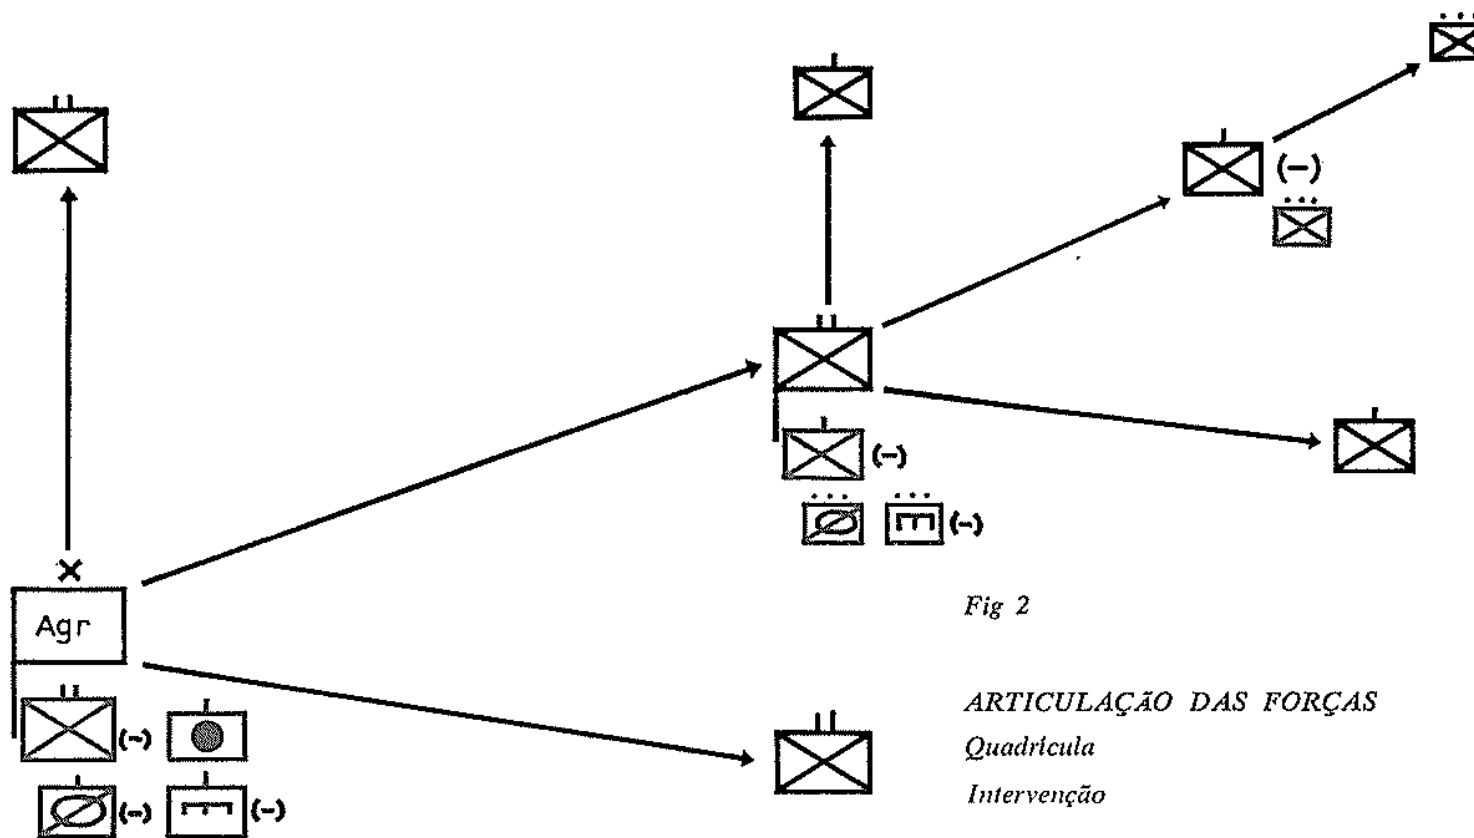 (-)
(-)
(-)
Fig 2
Agr
ARTICULAÇÃO DAS FORÇAS
(-)
Quadrícula
Intervenção
(-)
(-)